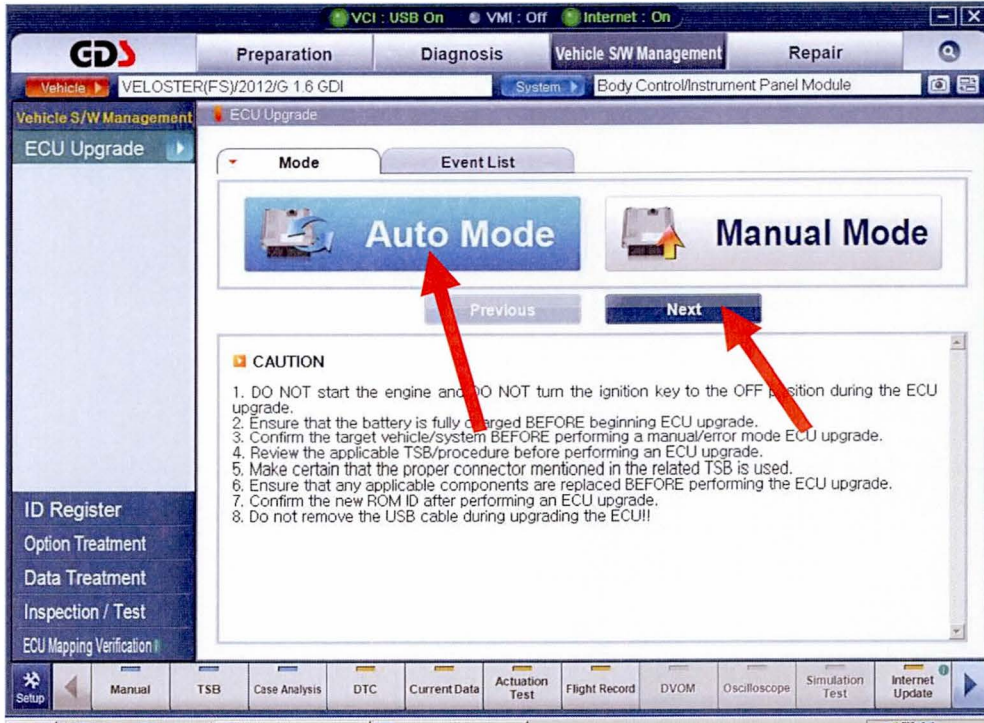 VCI : USB On VMI : Off Internet : On
GDS Preparation Diagnosis Vehicle S/W Management Repair
Vehicle VELOSTER(FS)/2012/G 1.6 GDI System Body Control/Instrument Panel Module
Vehicle S/W Management ECU Upgrade
ECU Upgrade
Mode Event List
Auto Mode Manual Mode
Previous Next
CAUTION
1. DO NOT start the engine and DO NOT turn the ignition key to the OFF position during the ECU
upgrade.
2. Ensure that the battery is fully charged BEFORE beginning ECU upgrade.
3. Confirm the target vehicle/system BEFORE performing a manual/error mode ECU upgrade.
4. Review the applicable TSB/procedure before performing an ECU upgrade.
5. Make certain that the proper connector mentioned in the related TSB is used.
6. Ensure that any applicable components are replaced BEFORE performing the ECU upgrade.
7. Confirm the new ROM ID after performing an ECU upgrade.
8. Do not remove the USB cable during upgrading the ECU!!
ID Register
Option Treatment
Data Treatment
Inspection / Test
ECU Mapping Verification
Setup Manual TSB Case Analysis DTC Current Data Actuation Test Flight Record DVOM Oscilloscope Simulation Test Internet Update